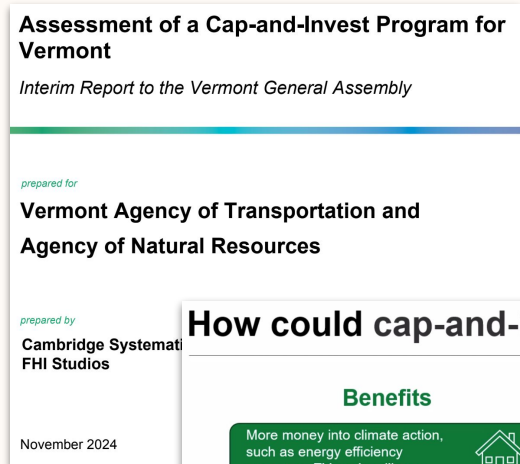 Assessment of a Cap-and-Invest Program for
Vermont
Interim Report to the Vermont General Assembly
prepared for
Vermont Agency of Transportation and
Agency of Natural Resources
prepared by
Cambridge Systemati
FHI Studios
November 2024
How could cap-and-
Benefits
More money into climate action,
such as energy efficiency